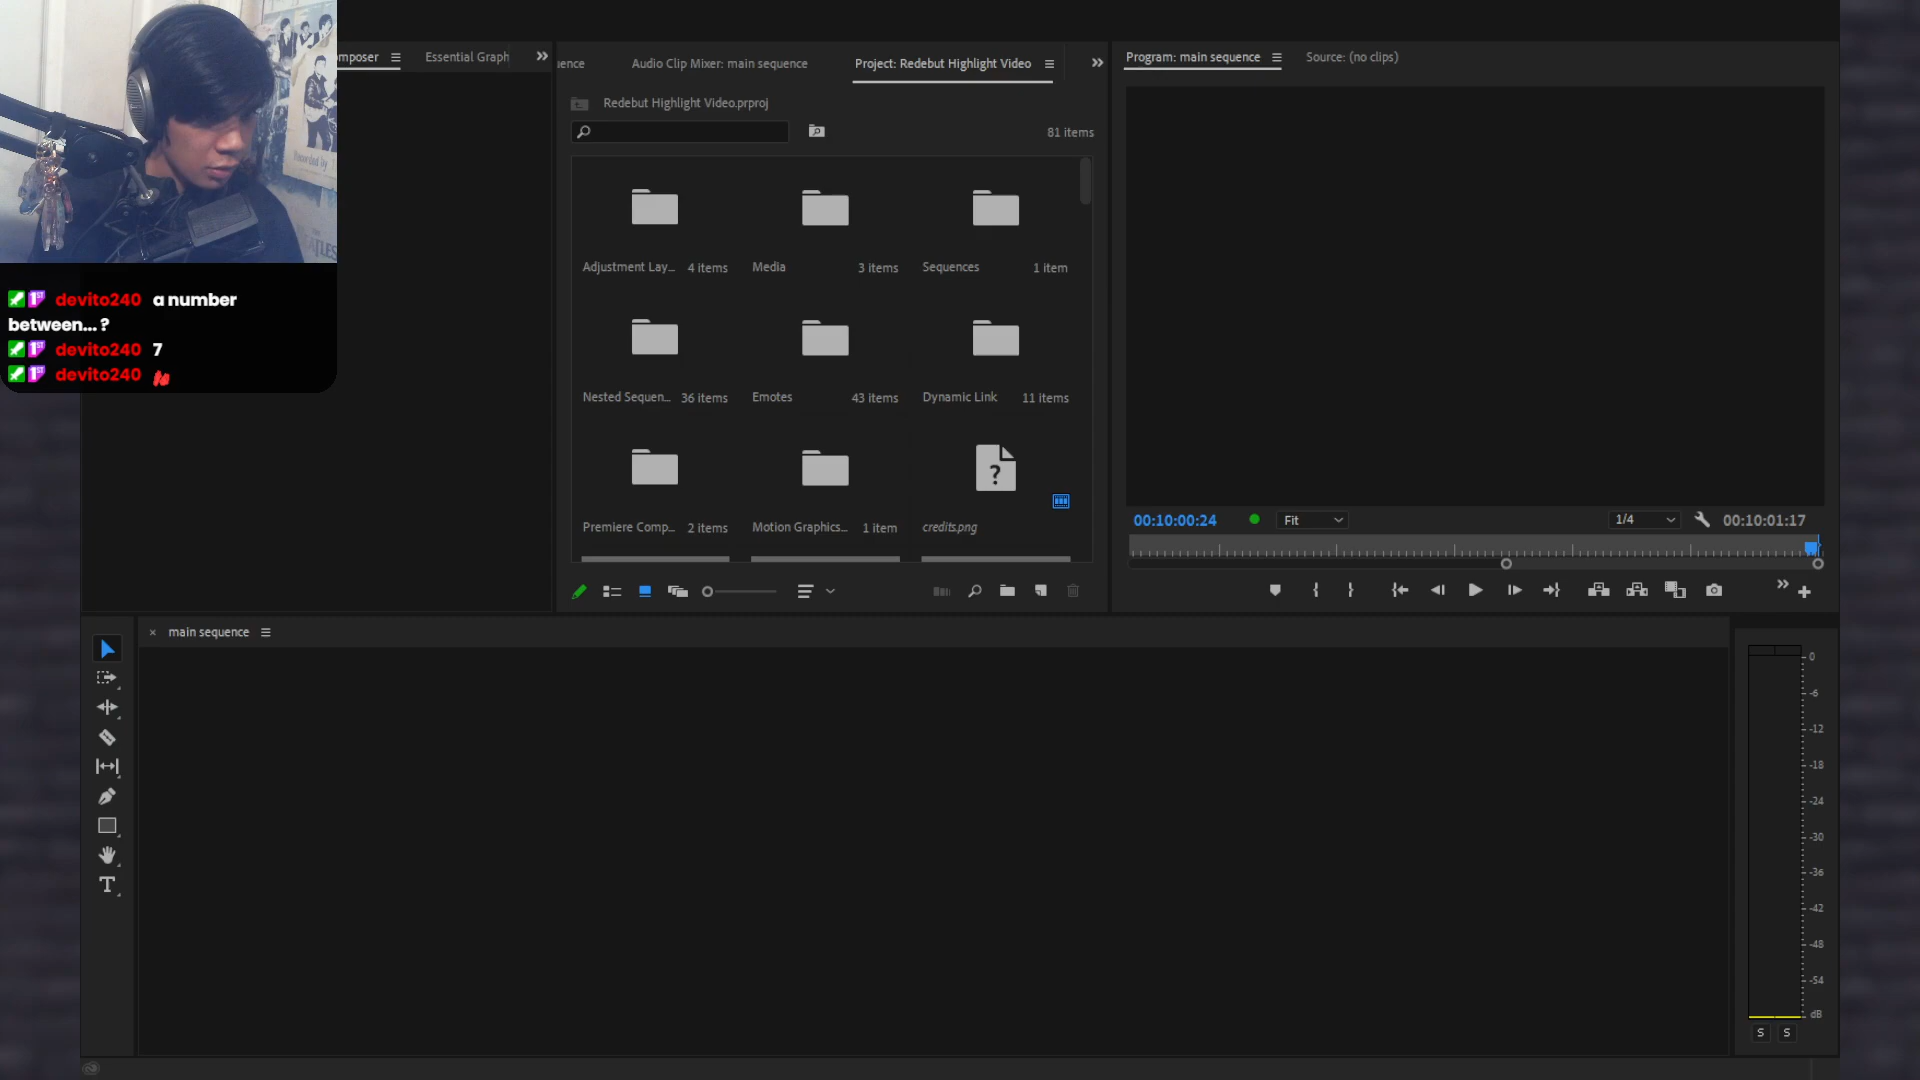 mposer
Essential Graph
ence
Audio Clip Mixer: main sequence
Project: Redebut Highlight Video
Program: main sequence
Source: (no clips)
Redebut Highlight Video.prproj
81 items
Adjustment Lay... 4 items
Media 3 items
Sequences 1 item
Nested Sequen... 36 items
Emotes 43 items
Dynamic Link 11 items
Premiere Comp... 2 items
Motion Graphics... 1 item
credits.png
Recorded by
devito240 a number
between... ?
devito240 7
devito240
00:10:00:24
Fit
1/4
00:10:01:17
main sequence
0
-6
-12
-18
-24
-30
-36
-42
-48
-54
dB
S S